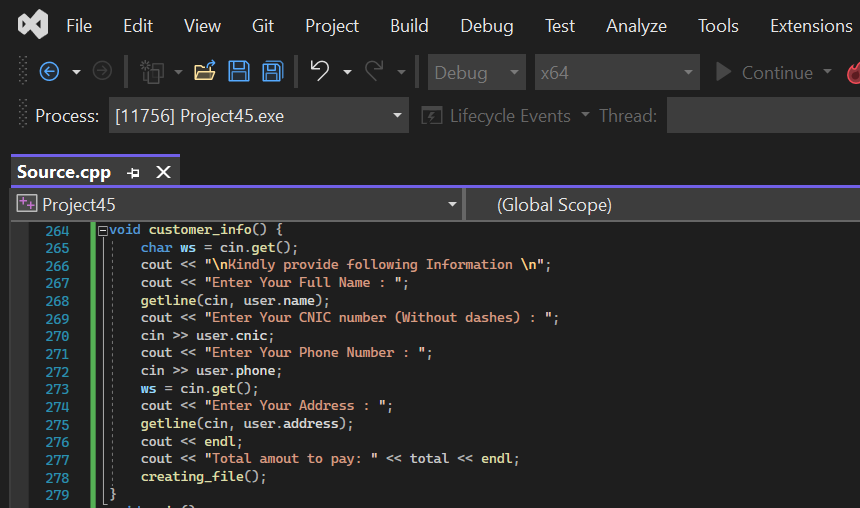 File Edit View Git Project Build Debug Test Analyze Tools Extensions
Debug x64 Continue
Process: [11756] Project45.exe Lifecycle Events Thread:
Source.cpp
Project45 (Global Scope)
264 void customer_info() {
265 char ws = cin.get();
266 cout << "\nKindly provide following Information \n";
267 cout << "Enter Your Full Name : ";
268 getline(cin, user.name);
269 cout << "Enter Your CNIC number (Without dashes) : ";
270 cin >> user.cnic;
271 cout << "Enter Your Phone Number : ";
272 cin >> user.phone;
273 ws = cin.get();
274 cout << "Enter Your Address : ";
275 getline(cin, user.address);
276 cout << endl;
277 cout << "Total amout to pay: " << total << endl;
278 creating_file();
279 }